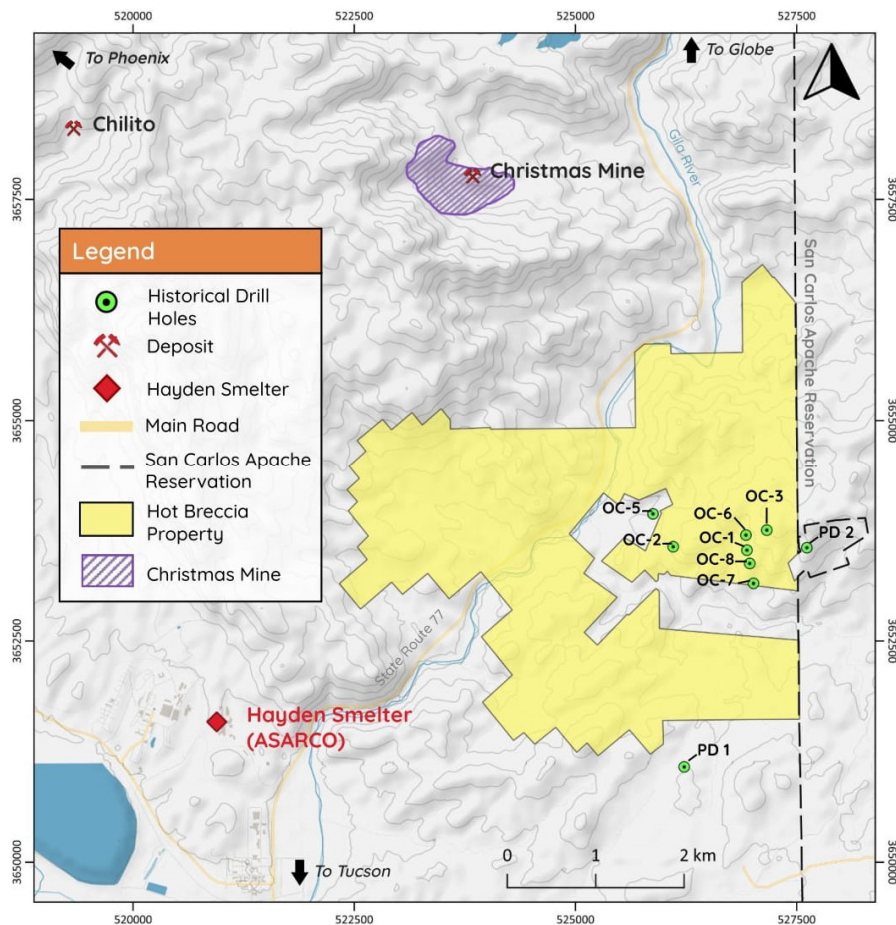 520000
522500
525000
527500
To Phoenix
To Globe
Chilito
Christmas Mine
Gila River
3657500
3657500
Legend
Historical Drill
Holes
Deposit
Hayden Smelter
Main Road
San Carlos Apache
Reservation
Hot Breccia
Property
Christmas Mine
San Carlos Apache Reservation
3655000
3655000
OC-5
OC-3
OC-6
OC-2
OC-1
PD 2
OC-8
OC-7
3652500
3652500
State Route 77
Hayden Smelter
(ASARCO)
PD 1
3650000
3650000
To Tucson
0 1 2 km
520000
522500
525000
527500